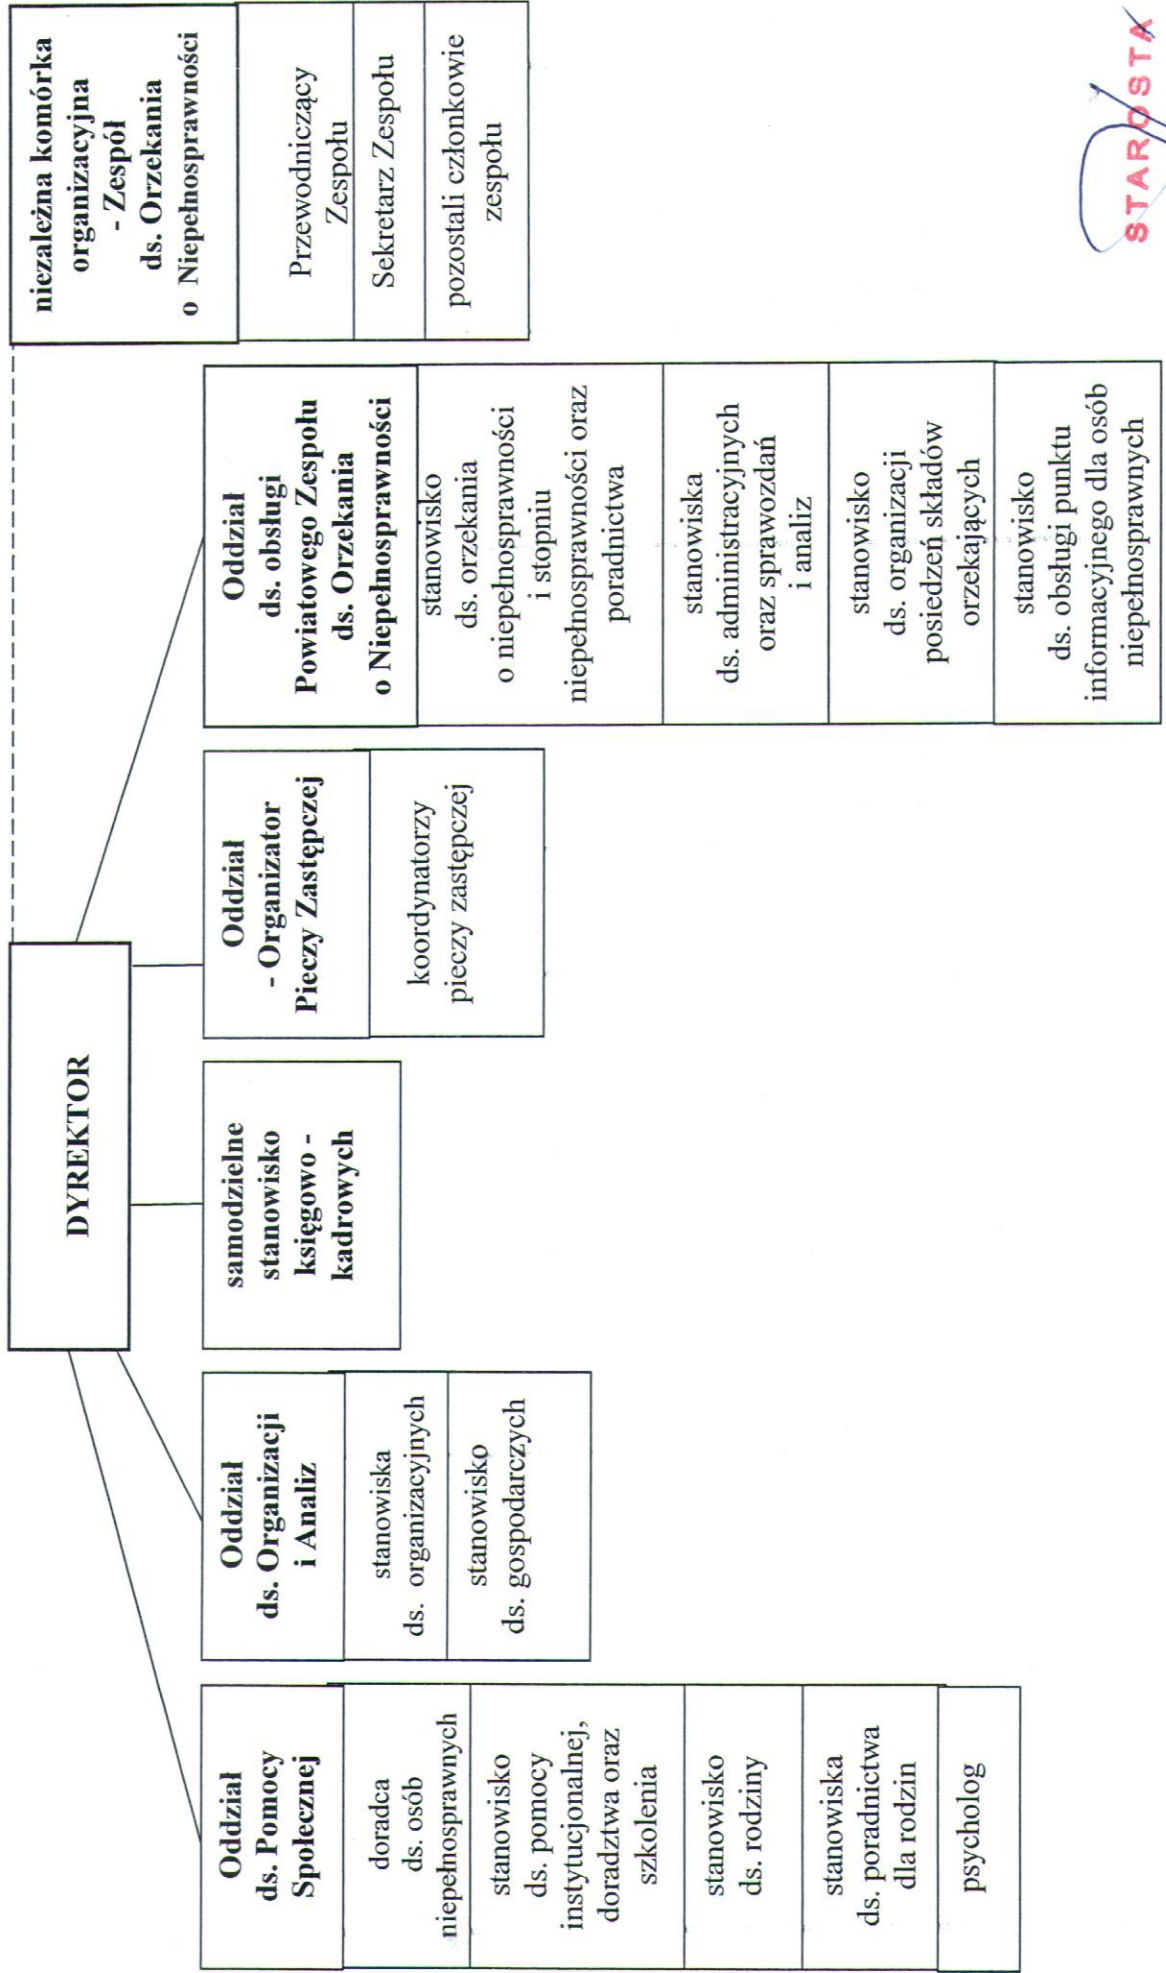 DYREKTOR
Oddział
ds. Pomocy
Społecznej
doradca
ds. osób
niepełnosprawnych
stanowisko
ds. pomocy
instytucjonalnej,
doradztwa oraz
szkolenia
stanowisko
ds. rodziny
stanowiska
ds. poradnictwa
dla rodzin
psycholog
Oddział
ds. Organizacji
i Analiz
stanowiska
ds. organizacyjnych
stanowisko
ds. gospodarczych
samodzielne
stanowisko
księgowo -
kadrowych
Oddział
- Organizator
Pieczy Zastępczej
koordynatorzy
pieczy zastępczej
Oddział
ds. obsługi
Powiatowego Zespołu
ds. Orzekania
o Niepełnosprawności
stanowisko
ds. orzekania
o niepełnosprawności
i stopniu
niepełnosprawności oraz
poradnictwa
stanowiska
ds. administracyjnych
oraz sprawozdań
i analiz
stanowisko
ds. organizacji
posiedzeń składów
orzekających
stanowisko
ds. obsługi punktu
informacyjnego dla osób
niepełnosprawnych
niezależna komórka
organizacyjna
- Zespół
ds. Orzekania
o Niepełnosprawności
Przewodniczący
Zespołu
Sekretarz Zespołu
pozostali członkowie
zespołu
STAROSTA